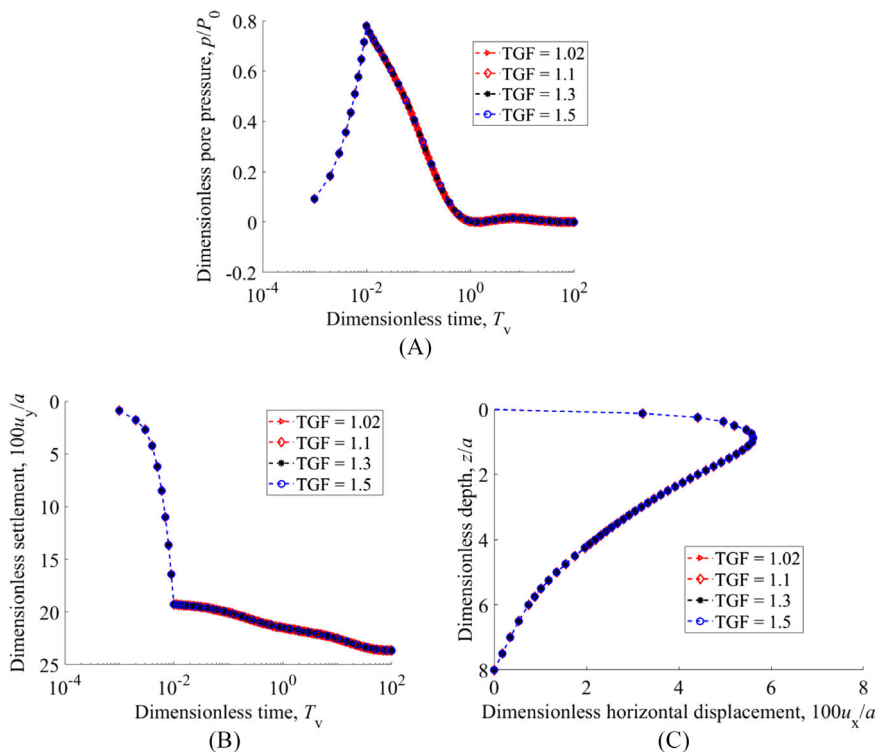 Dimensionless pore pressure, p/P₀
0.8
0.6
0.4
0.2
0
-0.2
TGF = 1.02
TGF = 1.1
TGF = 1.3
TGF = 1.5
10⁻⁴ 10⁻² 10⁰ 10²
Dimensionless time, Tᵥ
(A)
Dimensionless settlement, 100u_y/a
0
5
10
15
20
25
TGF = 1.02
TGF = 1.1
TGF = 1.3
TGF = 1.5
10⁻⁴ 10⁻² 10⁰ 10²
Dimensionless time, Tᵥ
(B)
Dimensionless depth, z/a
0
2
4
6
8
TGF = 1.02
TGF = 1.1
TGF = 1.3
TGF = 1.5
0 2 4 6 8
Dimensionless horizontal displacement, 100uₓ/a
(C)